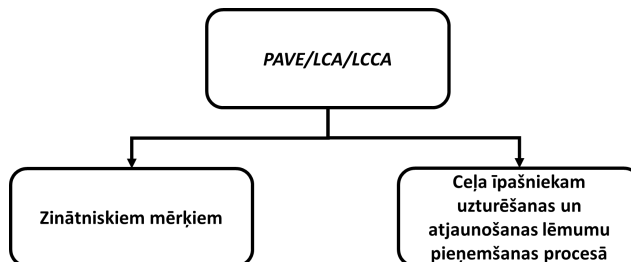 PAVE/LCA/LCCA
Zinātniskiem mērķiem
Ceļa īpašniekam
uzturēšanas un
atjaunošanas lēmumu
pieņemšanas procesā